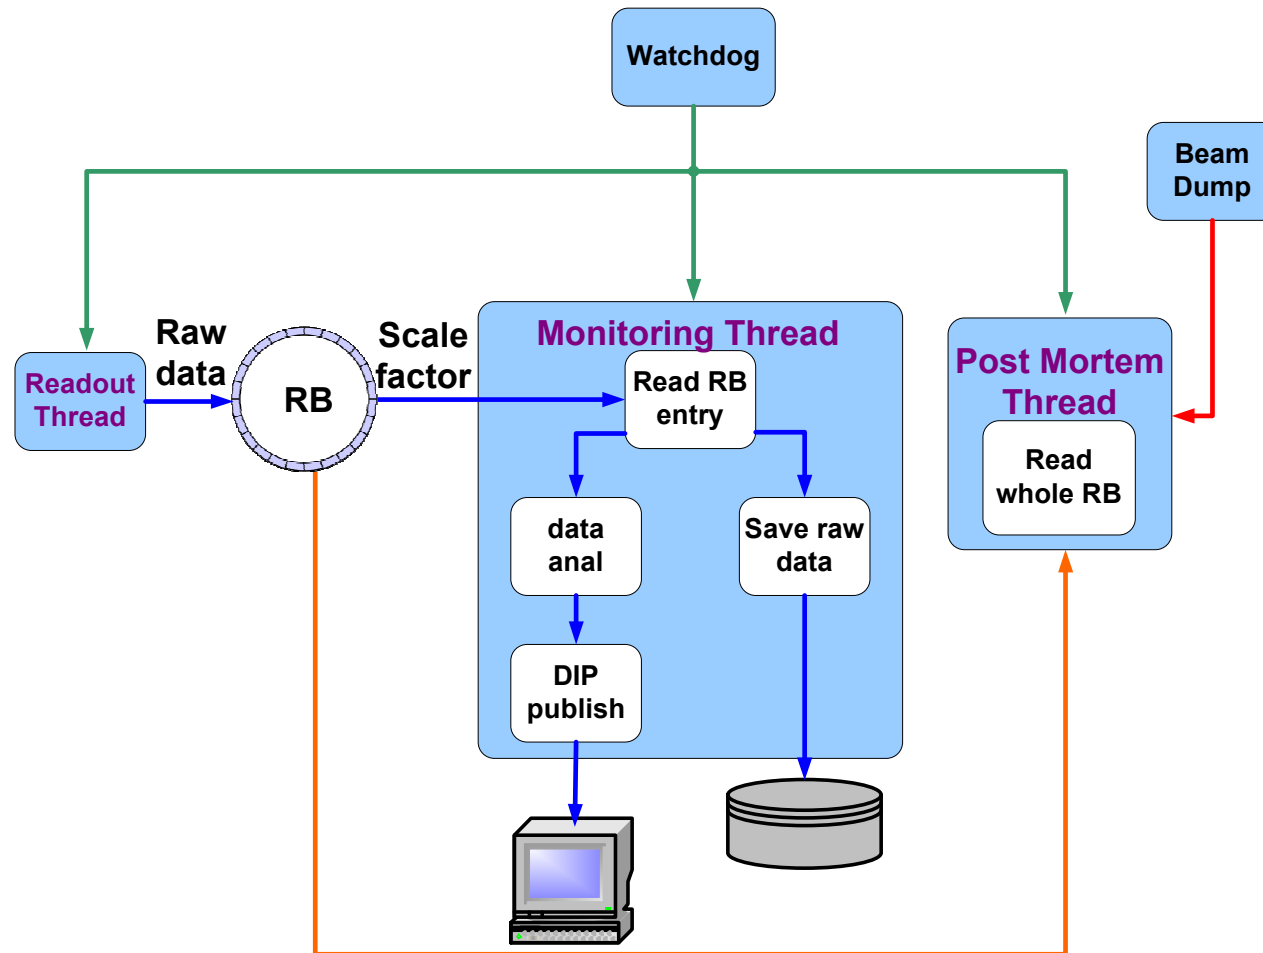 Watchdog
Beam
Dump
Raw
data
Scale
factor
Monitoring Thread
Readout
Thread
RB
Read RB
entry
Post Mortem
Thread
Read
whole RB
data
anal
Save raw
data
DIP
publish